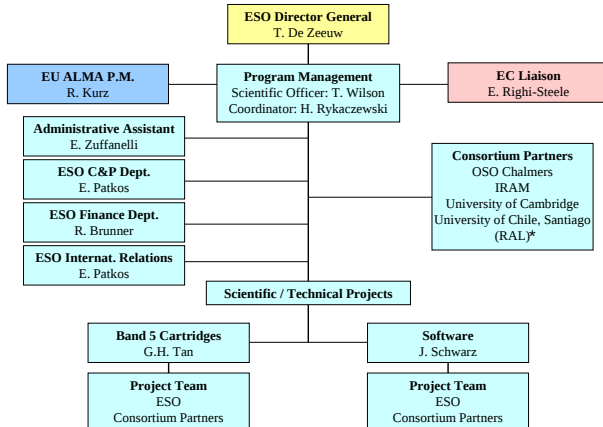 ESO Director General
T. De Zeeuw
EU ALMA P.M.
R. Kurz
Program Management
Scientific Officer: T. Wilson
Coordinator: H. Rykaczewski
EC Liaison
E. Righi-Steele
Administrative Assistant
E. Zuffanelli
ESO C&P Dept.
E. Patkos
ESO Finance Dept.
R. Brunner
ESO Internat. Relations
E. Patkos
Consortium Partners
OSO Chalmers
IRAM
University of Cambridge
University of Chile, Santiago
(RAL)*
Scientific / Technical Projects
Band 5 Cartridges
G.H. Tan
Software
J. Schwarz
Project Team
ESO
Consortium Partners
Project Team
ESO
Consortium Partners